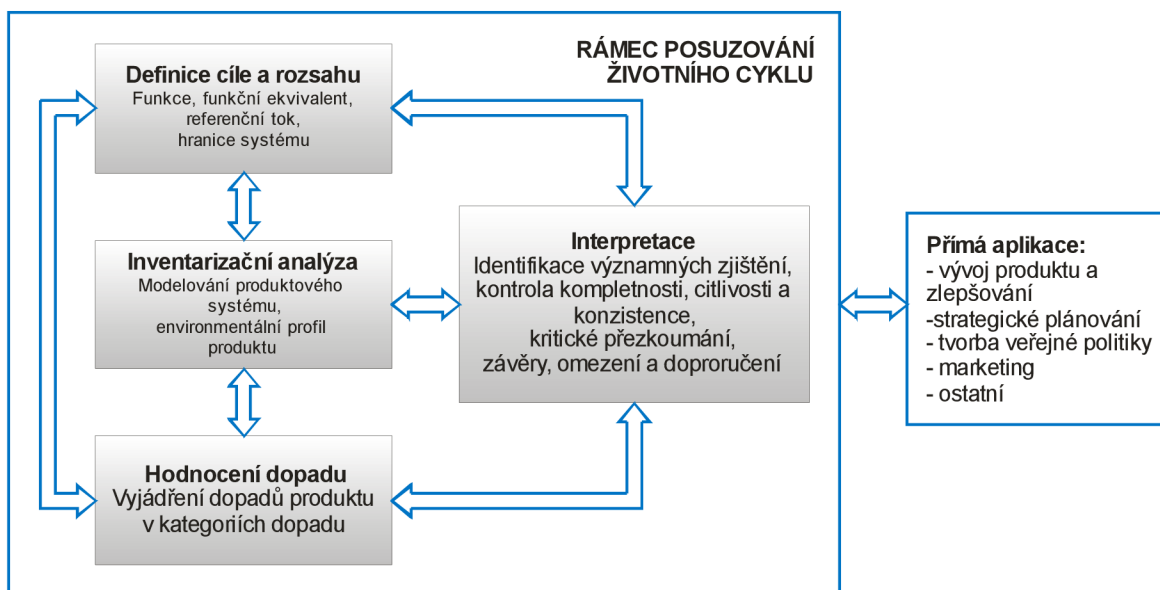 RÁMEC POSUZOVÁNÍ
ŽIVOTNÍHO CYKLU
Definice cíle a rozsahu
Funkce, funkční ekvivalent,
referenční tok,
hranice systému
Inventarizační analýza
Modelování produktového
systému,
environmentální profil
produktu
Hodnocení dopadu
Vyjádření dopadů produktu
v kategoriích dopadu
Interpretace
Identifikace významných zjištění,
kontrola kompletnosti, citlivosti a
konzistence,
kritické přezkoumání,
závěry, omezení a doproručení
Přímá aplikace:
- vývoj produktu a
zlepšování
-strategické plánování
- tvorba veřejné politiky
- marketing
- ostatní